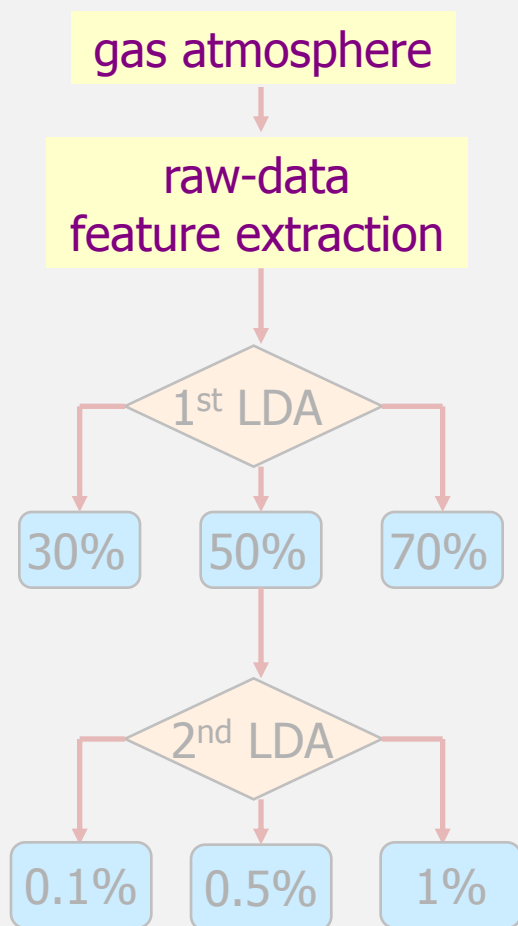 gas atmosphere
raw-data
feature extraction
1st LDA
30%
50%
70%
2nd LDA
0.1%
0.5%
1%